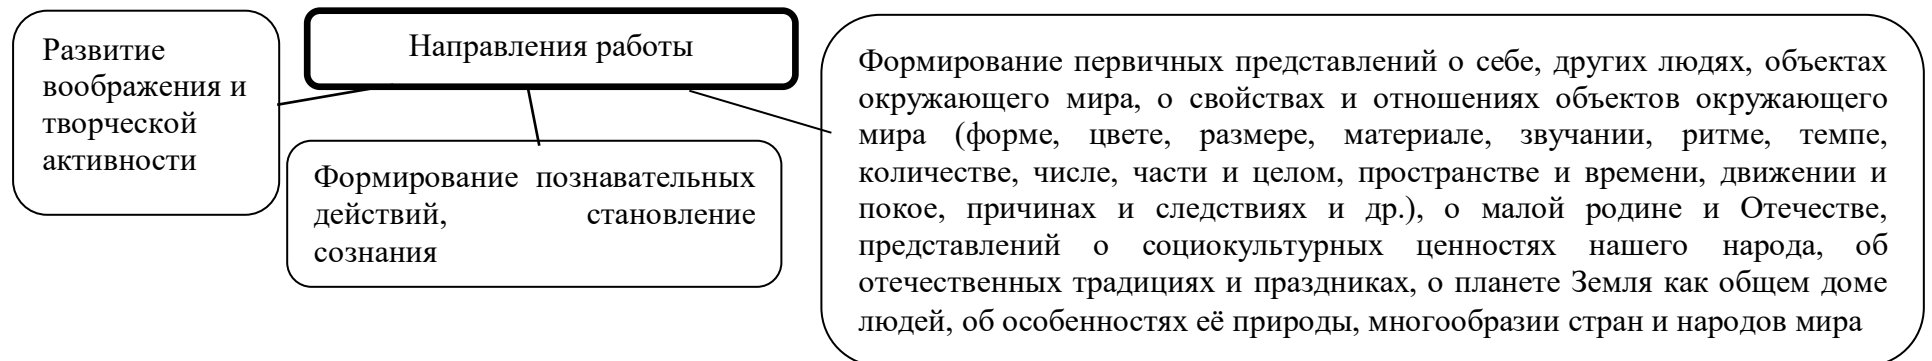 Направления работы
Развитие
воображения и
творческой
активности
Формирование познавательных
действий, становление
сознания
Формирование первичных представлений о себе, других людях, объектах
окружающего мира, о свойствах и отношениях объектов окружающего
мира (форме, цвете, размере, материале, звучании, ритме, темпе,
количестве, числе, части и целом, пространстве и времени, движении и
покое, причинах и следствиях и др.), о малой родине и Отечестве,
представлений о социокультурных ценностях нашего народа, об
отечественных традициях и праздниках, о планете Земля как общем доме
людей, об особенностях её природы, многообразии стран и народов мира